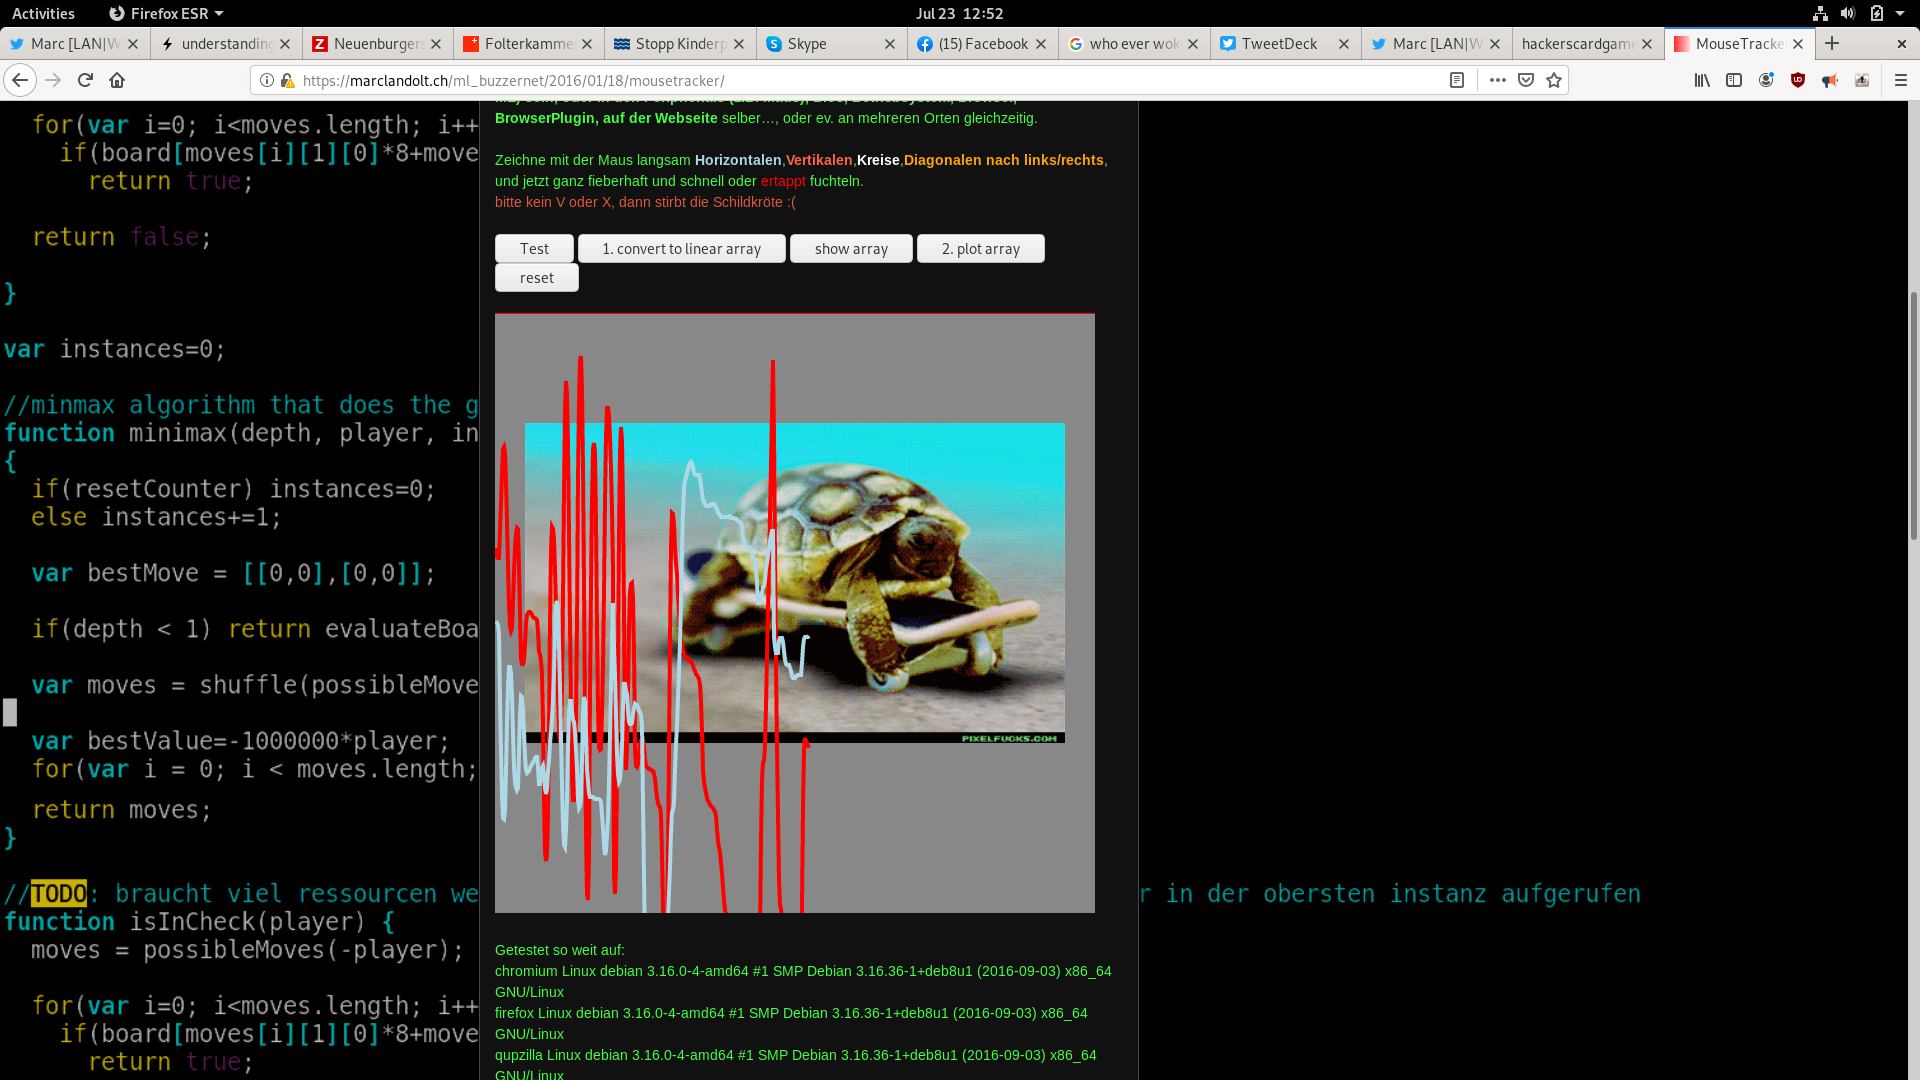 Activities
Firefox ESR
Jul 23 12:52
Marc [LAN|W
understanding
Neuenburger
Folterkamme
Stopp Kinderp
Skype
(15) Facebook
who ever wok
TweetDeck
Marc [LAN|W
hackerscardgame
MouseTracke
https://marclandolt.ch/ml_buzzernet/2016/01/18/mousetracker/
BrowserPlugin, auf der Webseite selber…, oder ev. an mehreren Orten gleichzeitig.
Zeichne mit der Maus langsam Horizontalen,Vertikalen,Kreise,Diagonalen nach links/rechts,
und jetzt ganz fieberhaft und schnell oder ertappt fuchteln.
bitte kein V oder X, dann stirbt die Schildkröte :(
Test
1. convert to linear array
show array
2. plot array
reset
PIXELFUCKS.COM
Getestet so weit auf:
chromium Linux debian 3.16.0-4-amd64 #1 SMP Debian 3.16.36-1+deb8u1 (2016-09-03) x86_64
GNU/Linux
firefox Linux debian 3.16.0-4-amd64 #1 SMP Debian 3.16.36-1+deb8u1 (2016-09-03) x86_64
GNU/Linux
qupzilla Linux debian 3.16.0-4-amd64 #1 SMP Debian 3.16.36-1+deb8u1 (2016-09-03) x86_64
GNU/Linux
for(var i=0; i<moves.length; i++
if(board[moves[i][1][0]*8+move
return true;
return false;
}
var instances=0;
//minmax algorithm that does the g
function minimax(depth, player, in
{
if(resetCounter) instances=0;
else instances+=1;
var bestMove = [[0,0],[0,0]];
if(depth < 1) return evaluateBoa
var moves = shuffle(possibleMove
var bestValue=-1000000*player;
for(var i = 0; i < moves.length;
return moves;
}
//TODO: braucht viel ressourcen we
r in der obersten instanz aufgerufen
function isInCheck(player) {
moves = possibleMoves(-player);
for(var i=0; i<moves.length; i++
if(board[moves[i][1][0]*8+move
return true;